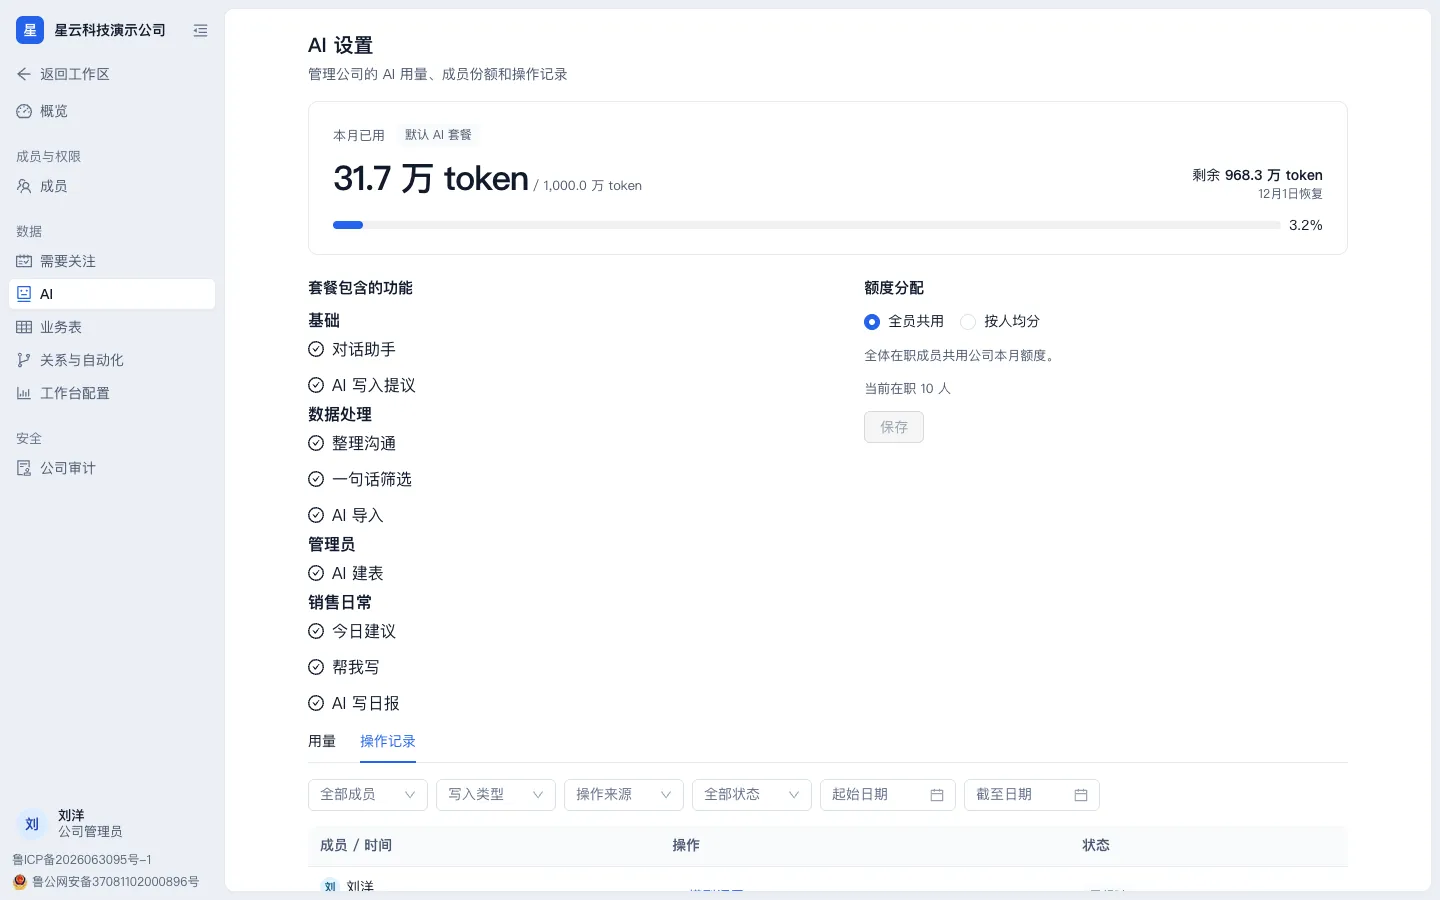 星 星云科技演示公司
返回工作区
概览
成员与权限
成员
数据
需要关注
AI
业务表
关系与自动化
工作台配置
安全
公司审计
刘 刘洋
公司管理员
鲁ICP备2026063095号-1
鲁公网安备37081102000896号
AI 设置
管理公司的 AI 用量、成员份额和操作记录
本月已用 默认 AI 套餐
31.7 万 token / 1,000.0 万 token
剩余 968.3 万 token
12月1日恢复
3.2%
套餐包含的功能
基础
对话助手
AI 写入提议
数据处理
整理沟通
一句话筛选
AI 导入
管理员
AI 建表
销售日常
今日建议
帮我写
AI 写日报
额度分配
全员共用 按人均分
全体在职成员共用公司本月额度。
当前在职 10 人
保存
用量 操作记录
全部成员 写入类型 操作来源 全部状态 起始日期 截至日期
成员 / 时间 操作 状态
刘 刘洋